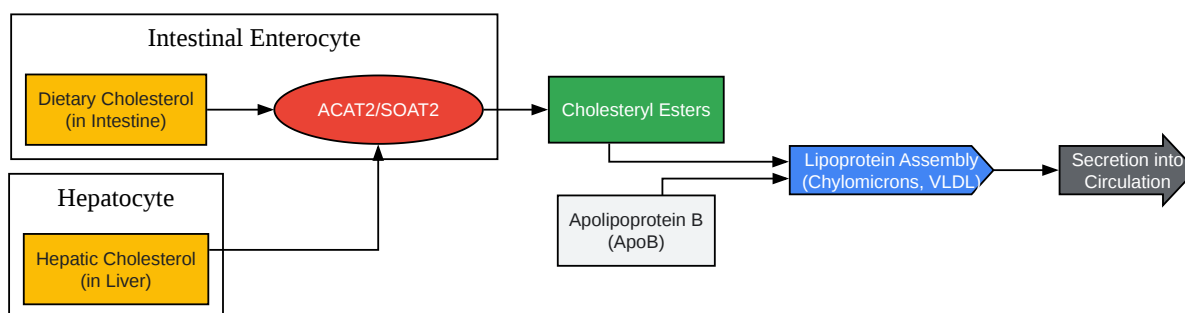 Intestinal Enterocyte
Dietary Cholesterol
(in Intestine)
ACAT2/SOAT2
Cholesteryl Esters
Lipoprotein Assembly
(Chylomicrons, VLDL)
Secretion into
Circulation
Hepatocyte
Apolipoprotein B
(ApoB)
Hepatic Cholesterol
(in Liver)